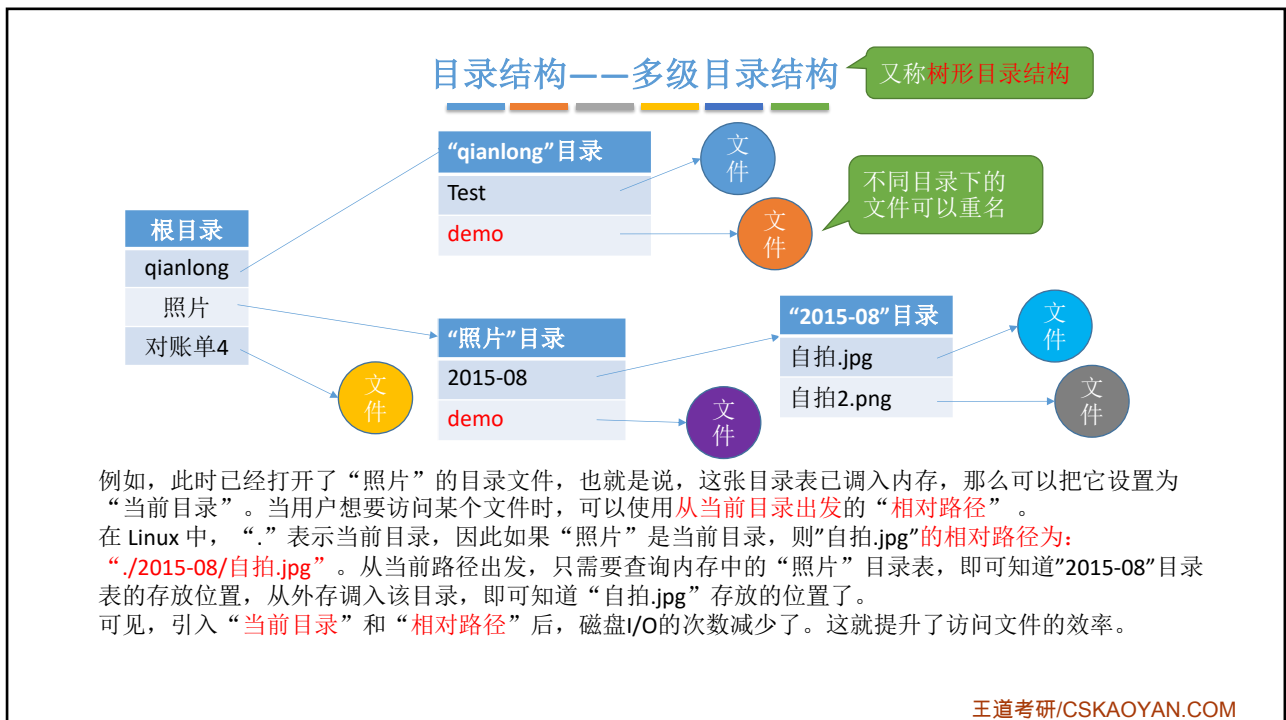 目录结构——多级目录结构
又称树形目录结构
根目录
qianlong
照片
对账单4
文件
“qianlong”目录
Test
demo
文件
文件
不同目录下的
文件可以重名
“照片”目录
2015-08
demo
文件
“2015-08”目录
自拍.jpg
自拍2.png
文件
文件
例如，此时已经打开了“照片”的目录文件，也就是说，这张目录表已调入内存，那么可以把它设置为
“当前目录”。当用户想要访问某个文件时，可以使用从当前目录出发的“相对路径” 。
在 Linux 中，“.”表示当前目录，因此如果“照片”是当前目录，则”自拍.jpg”的相对路径为：
“./2015-08/自拍.jpg”。从当前路径出发，只需要查询内存中的“照片”目录表，即可知道”2015-08”目录
表的存放位置，从外存调入该目录，即可知道“自拍.jpg”存放的位置了。
可见，引入“当前目录”和“相对路径”后，磁盘I/O的次数减少了。这就提升了访问文件的效率。
王道考研/CSKAOYAN.COM